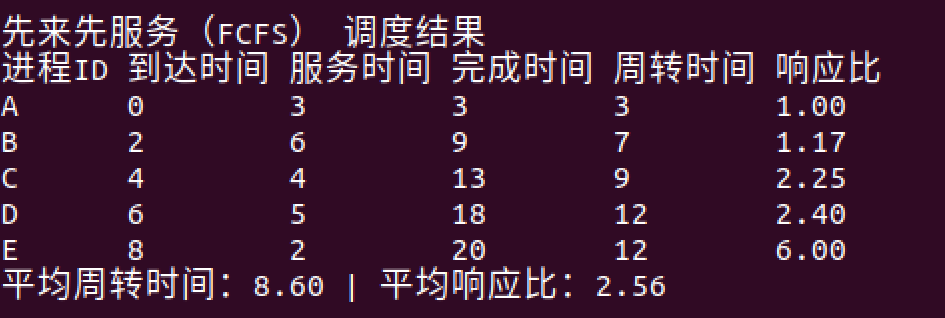 先来先服务（FCFS） 调度结果
进程ID 到达时间 服务时间 完成时间 周转时间 响应比
A 0 3 3 3 1.00
B 2 6 9 7 1.17
C 4 4 13 9 2.25
D 6 5 18 12 2.40
E 8 2 20 12 6.00
平均周转时间：8.60 | 平均响应比：2.56